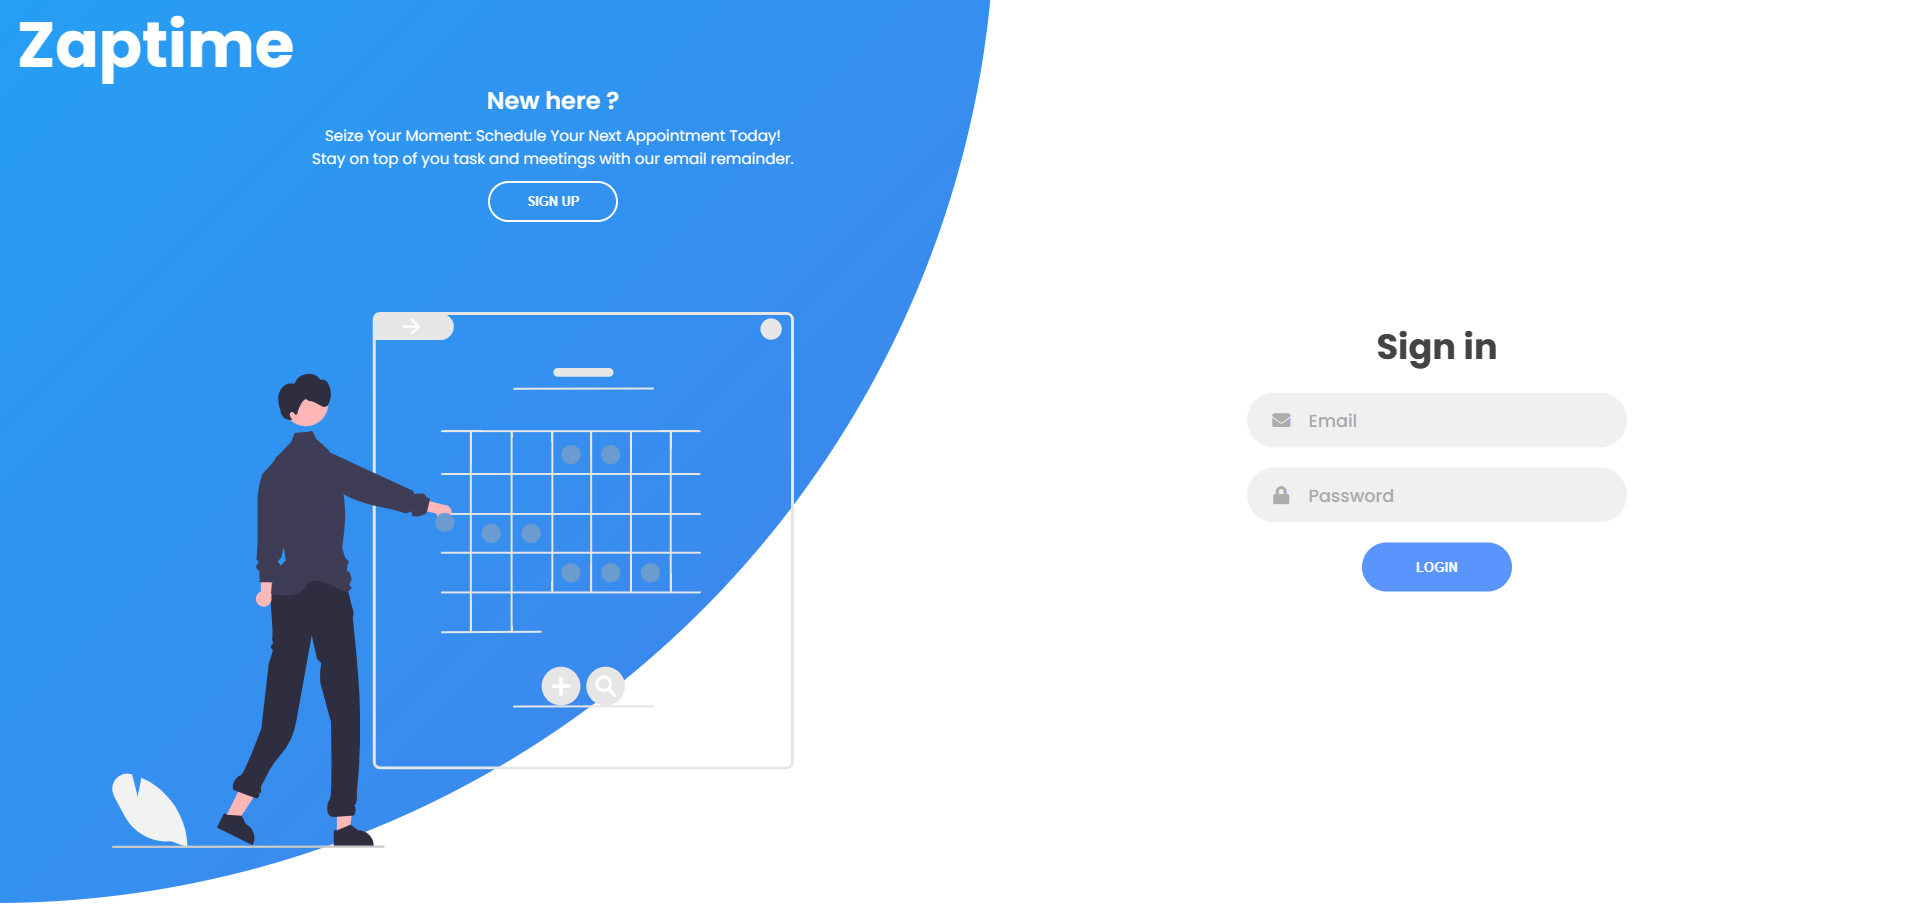 Zaptime
New here ?
Seize Your Moment: Schedule Your Next Appointment Today!
Stay on top of you task and meetings with our email remainder.
SIGN UP
Sign in
Email
Password
LOGIN